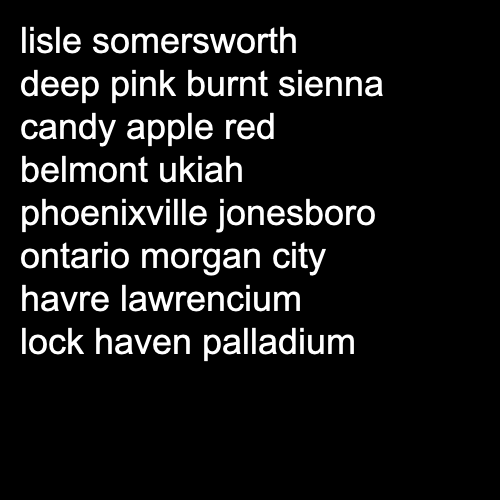 lisle somersworth
deep pink burnt sienna
candy apple red
belmont ukiah
phoenixville jonesboro
ontario morgan city
havre lawrencium
lock haven palladium